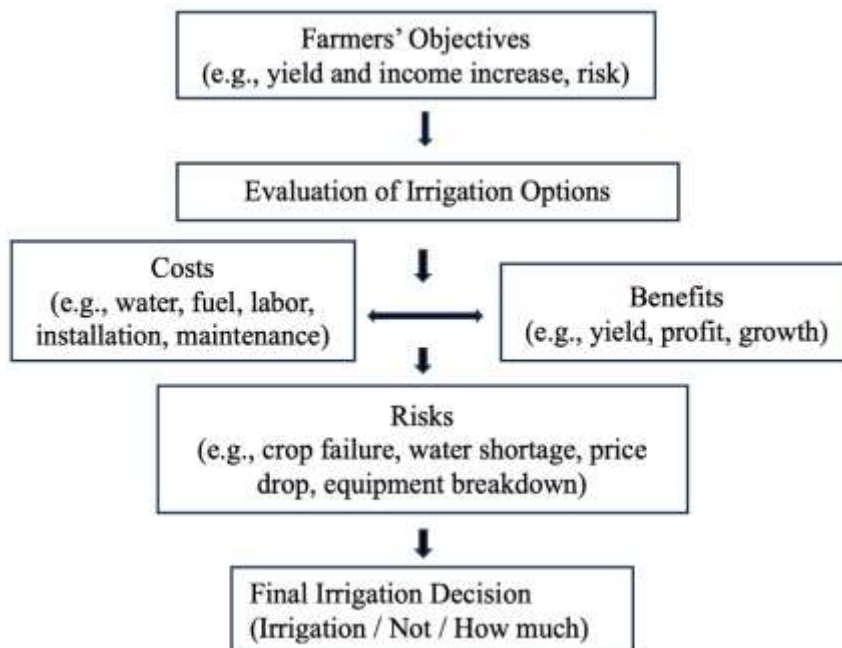 Farmers’ Objectives
(e.g., yield and income increase, risk)
Evaluation of Irrigation Options
Costs
(e.g., water, fuel, labor,
installation, maintenance)
Benefits
(e.g., yield, profit, growth)
Risks
(e.g., crop failure, water shortage, price
drop, equipment breakdown)
Final Irrigation Decision
(Irrigation / Not / How much)